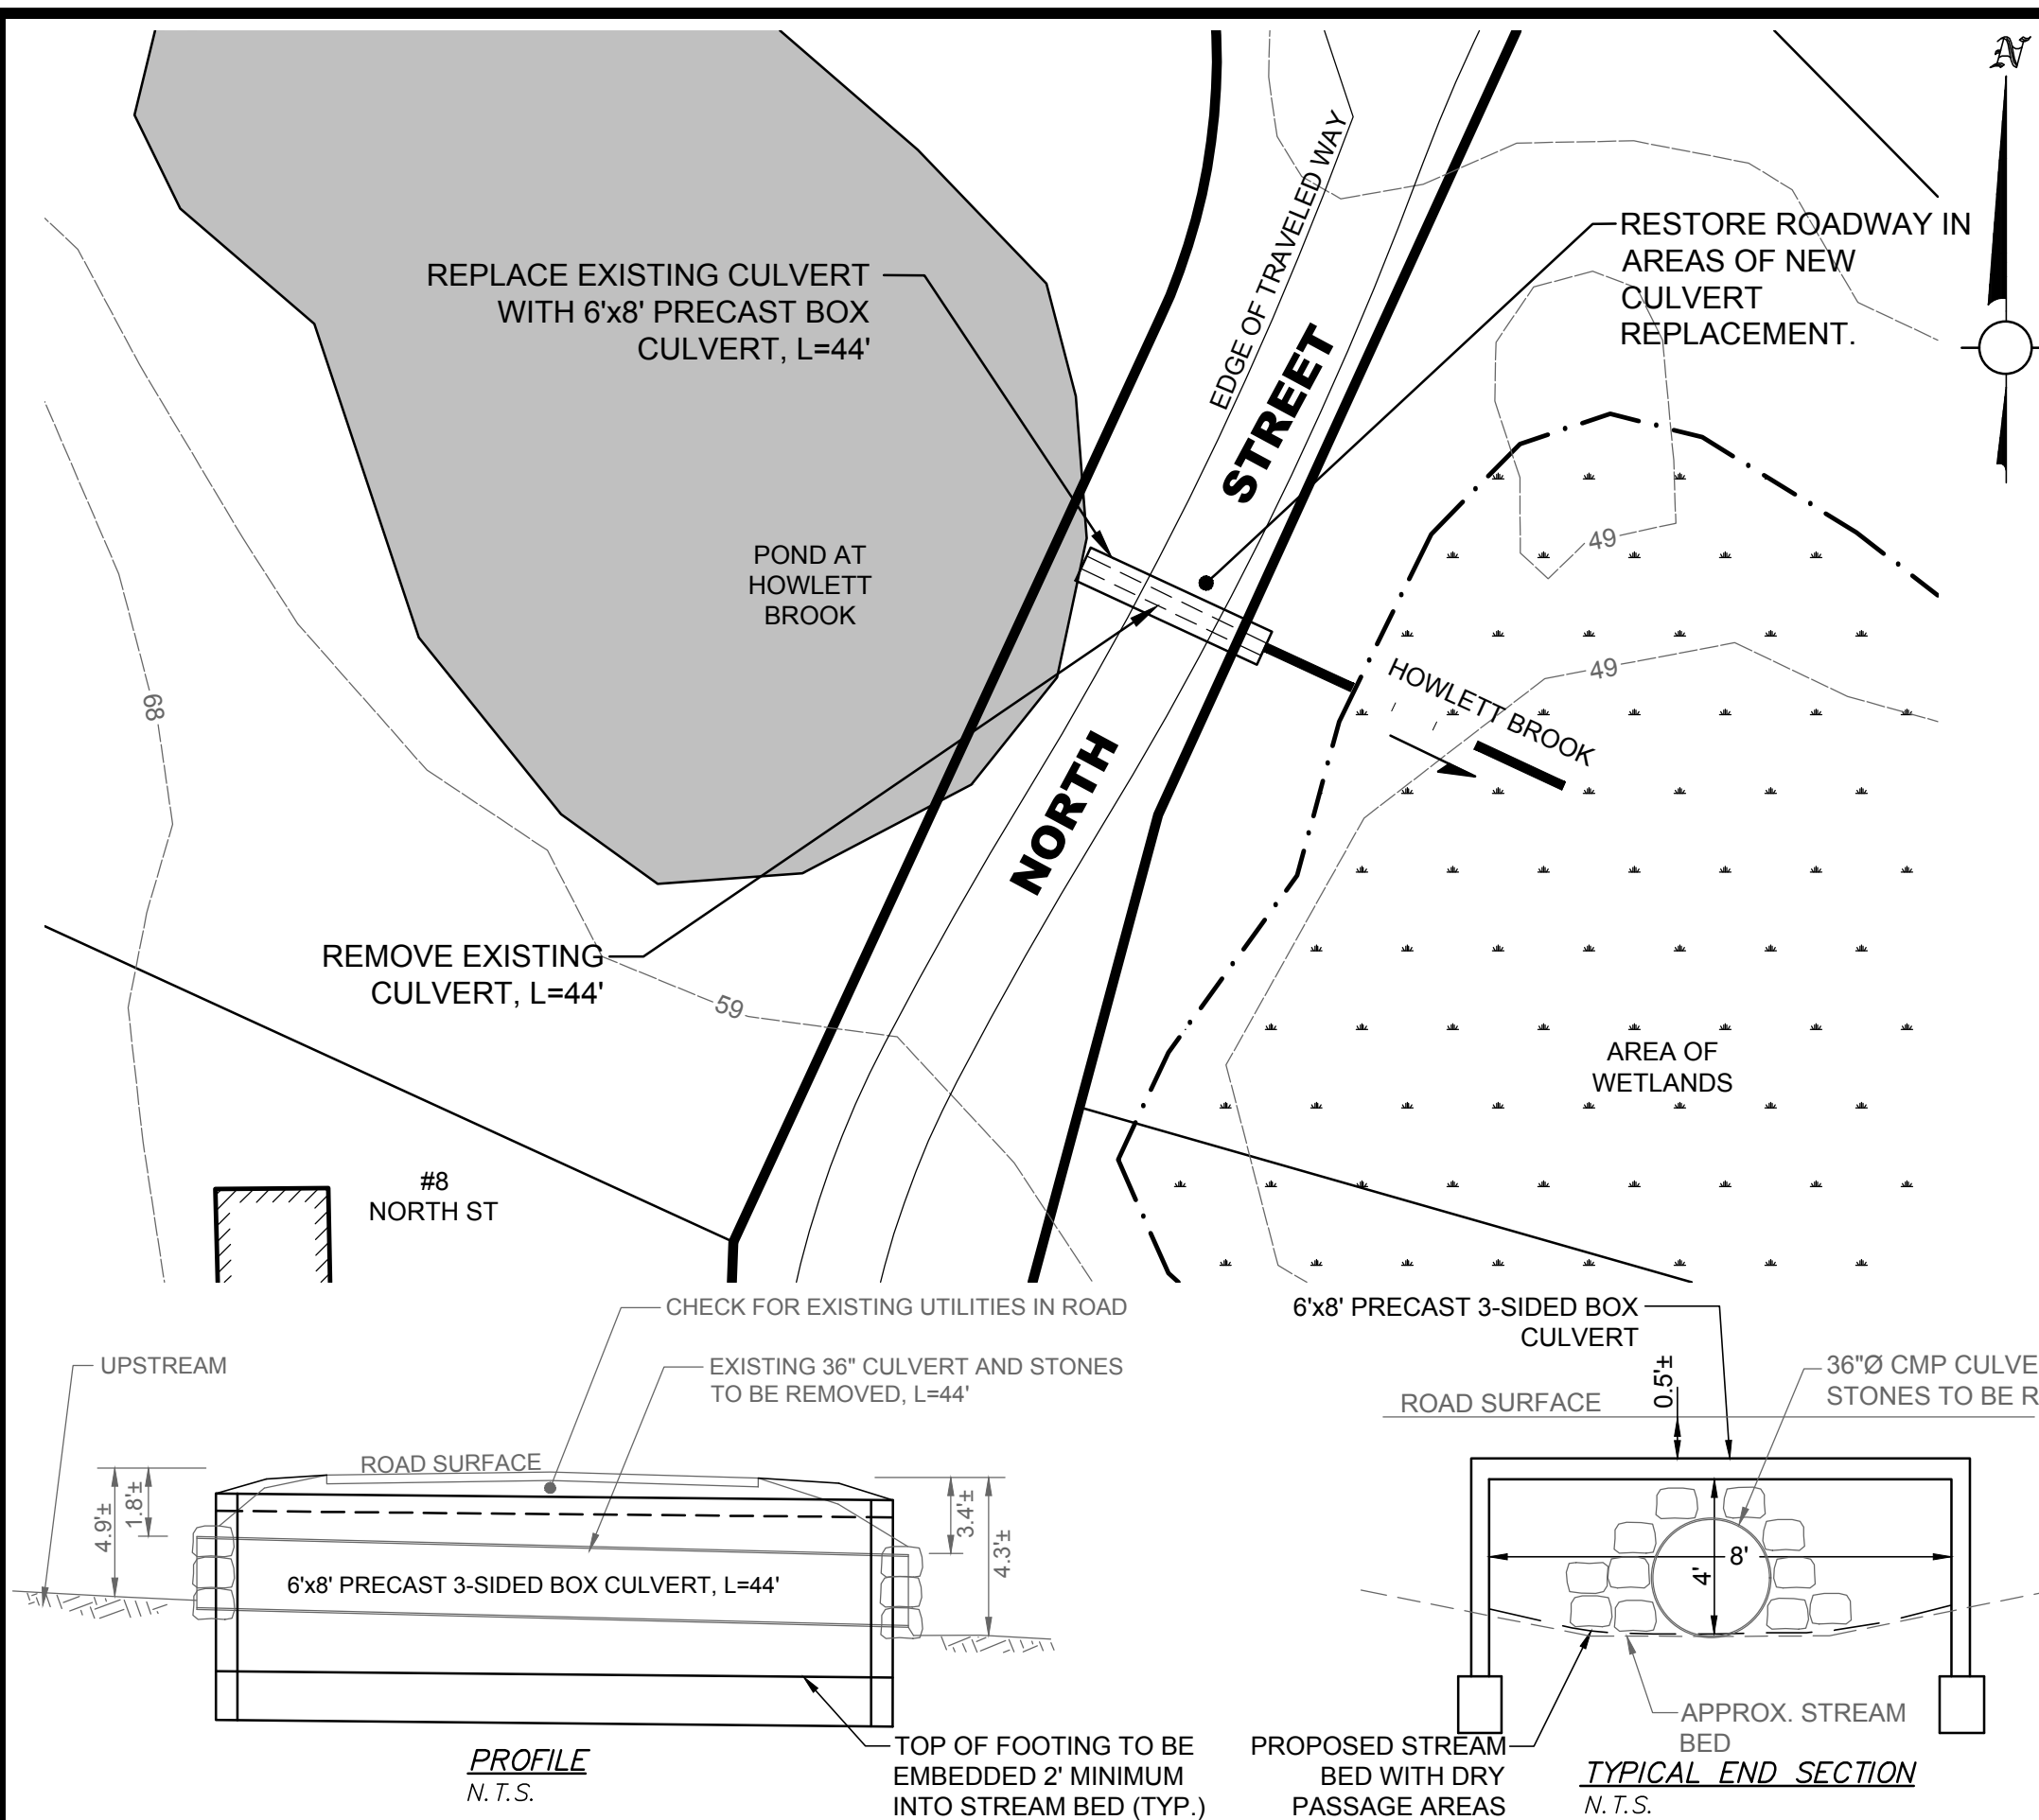 N
EDGE OF TRAVELED WAY
RESTORE ROADWAY IN
AREAS OF NEW
CULVERT
REPLACEMENT.
REPLACE EXISTING CULVERT
WITH 6'x8' PRECAST BOX
CULVERT, L=44'
NORTH STREET
POND AT
HOWLETT
BROOK
49
49
68
HOWLETT BROOK
REMOVE EXISTING
CULVERT, L=44'
59
AREA OF
WETLANDS
#8
NORTH ST
CHECK FOR EXISTING UTILITIES IN ROAD
UPSTREAM
EXISTING 36" CULVERT AND STONES
TO BE REMOVED, L=44'
ROAD SURFACE
4.9'±
1.8'±
3.4'±
4.3'±
6'x8' PRECAST 3-SIDED BOX CULVERT, L=44'
TOP OF FOOTING TO BE
EMBEDDED 2' MINIMUM
INTO STREAM BED (TYP.)
PROFILE
N.T.S.
6'x8' PRECAST 3-SIDED BOX
CULVERT
0.5'±
36"Ø CMP CULVE
STONES TO BE R
ROAD SURFACE
8'
4'
APPROX. STREAM
BED
PROPOSED STREAM
BED WITH DRY
PASSAGE AREAS
TYPICAL END SECTION
N.T.S.